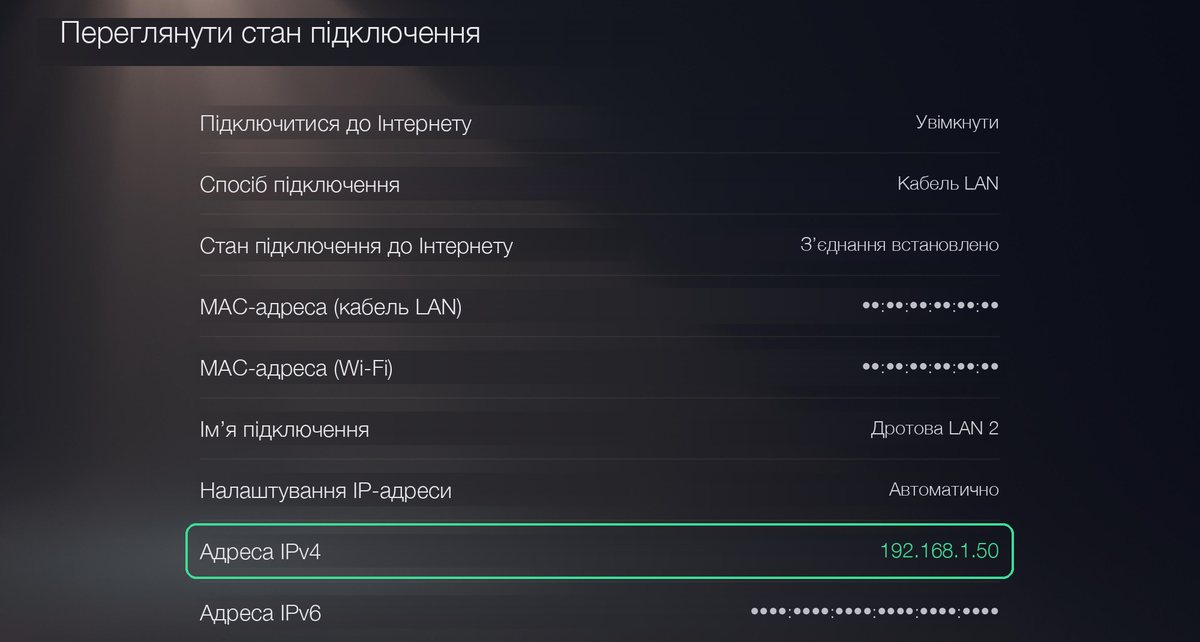 Переглянути стан підключення
Підключитися до Інтернету Увімкнути
Спосіб підключення Кабель LAN
Стан підключення до Інтернету З’єднання встановлено
MAC-адреса (кабель LAN) ••:••:••:••:••:••
MAC-адреса (Wi-Fi) ••:••:••:••:••:••
Ім’я підключення Дротова LAN 2
Налаштування IP-адреси Автоматично
Адреса IPv4 192.168.1.50
Адреса IPv6 ••••:••••:••••:••••:••••:••••